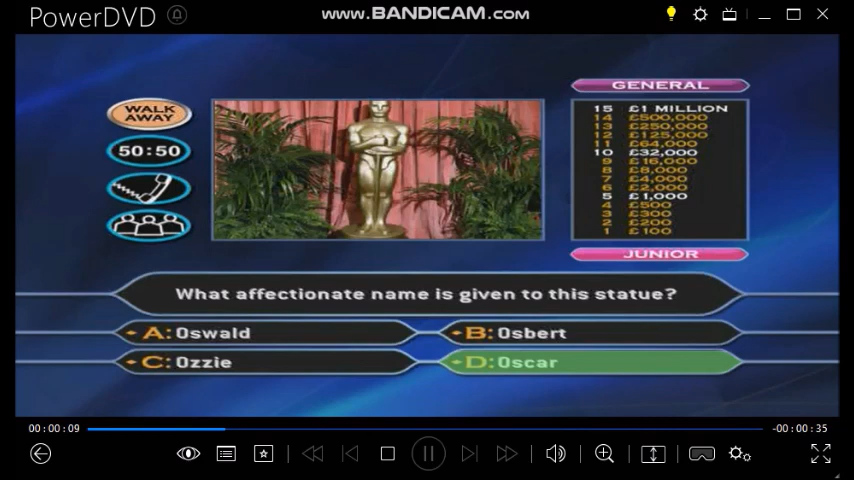 PowerDVD
www.BANDICAM.com
WALK
AWAY
50:50
GENERAL
15 £1 MILLION
14 £500,000
13 £250,000
12 £125,000
11 £64,000
10 £32,000
9 £16,000
8 £8,000
7 £4,000
6 £2,000
5 £1,000
4 £500
3 £300
2 £200
1 £100
JUNIOR
What affectionate name is given to this statue?
A: Oswald
B: Osbert
C: Ozzie
D: Oscar
00:00:09
-00:00:35